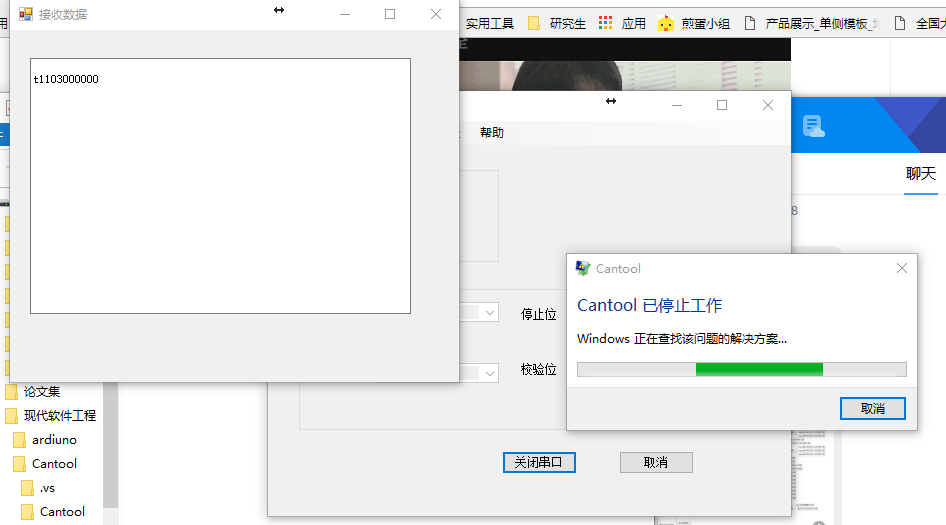 接收数据
t1103000000
实用工具
研究生
应用
煎蛋小组
产品展示_单侧模板_
全国大
帮助
聊天
8
停止位
校验位
关闭串口
取消
Cantool
Cantool 已停止工作
Windows 正在查找该问题的解决方案...
取消
论文集
现代软件工程
ardiuno
Cantool
.vs
Cantool